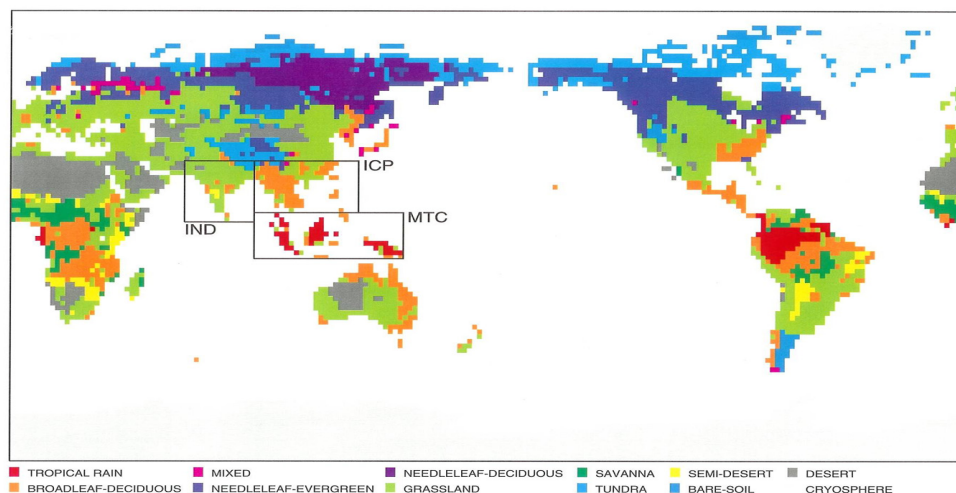 ICP
MTC
IND
TROPICAL RAIN MIXED NEEDLELEAF-DECIDUOUS SAVANNA SEMI-DESERT DESERT
BROADLEAF-DECIDUOUS NEEDLELEAF-EVERGREEN GRASSLAND TUNDRA BARE-SOIL CRYOSPHERE